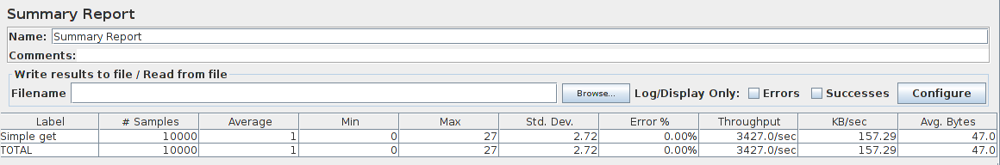 Summary Report
Name: Summary Report
Comments:
Write results to file / Read from file
Filename Browse... Log/Display Only: Errors Successes Configure
Label # Samples Average Min Max Std. Dev. Error % Throughput KB/sec Avg. Bytes
Simple get 10000 1 0 27 2.72 0.00% 3427.0/sec 157.29 47.0
TOTAL 10000 1 0 27 2.72 0.00% 3427.0/sec 157.29 47.0